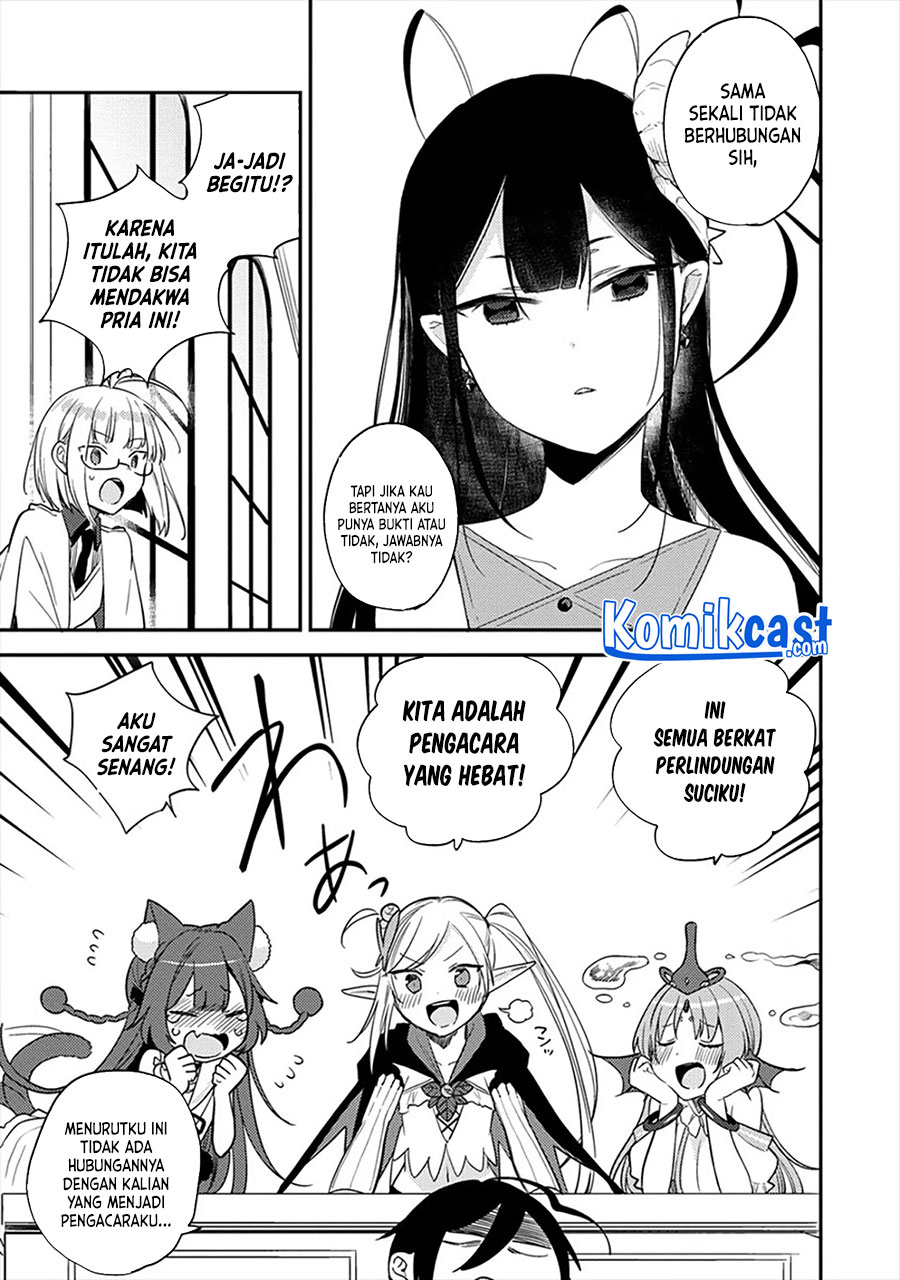 SAMA
SEKALI TIDAK
BERHUBUNGAN
SIH,
TAPI JIKA KAU
BERTANYA AKU
PUNYA BUKTI ATAU
TIDAK, JAWABNYA
TIDAK?
JA-JADI
BEGITU!?
KARENA
ITULAH, KITA
TIDAK BISA
MENDAKWA
PRIA INI!
Komikcast
.com
INI
SEMUA BERKAT
PERLINDUNGAN
SUCIKU!
KITA ADALAH
PENGACARA
YANG HEBAT!
AKU
SANGAT
SENANG!
わぁっ
MENURUTKU INI
TIDAK ADA
HUBUNGANNYA
DENGAN KALIAN
YANG MENJADI
PENGACARAKU...